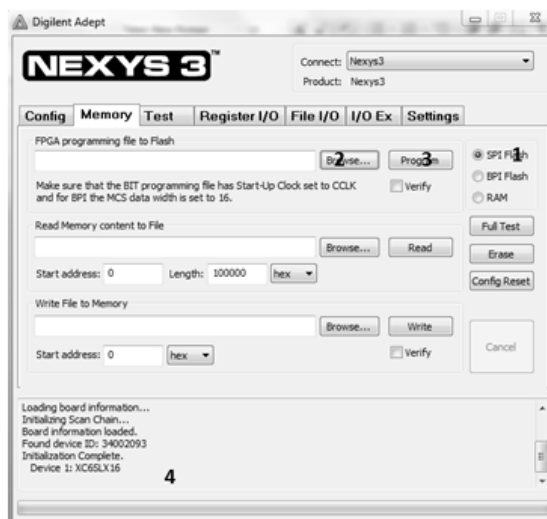 Digilent Adept
NEXYS 3™
Connect: Nexys3
Product: Nexys3
Config Memory Test Register I/O File I/O I/O Ex Settings
FPGA programming file to Flash
Browse... 2 Program 3
SPI Flash 1
Make sure that the BIT programming file has Start-Up Clock set to CCLK
and for BPI the MCS data width is set to 16.
Verify
BPI Flash
RAM
Read Memory content to File
Browse... Read
Start address: 0 Length: 100000 hex
Full Test
Erase
Config Reset
Write File to Memory
Browse... Write
Start address: 0 hex
Verify
Cancel
Loading board information...
Initializing Scan Chain...
Board information loaded.
Found device ID: 34002093
Initialization Complete.
Device 1: XC6SLX16
4